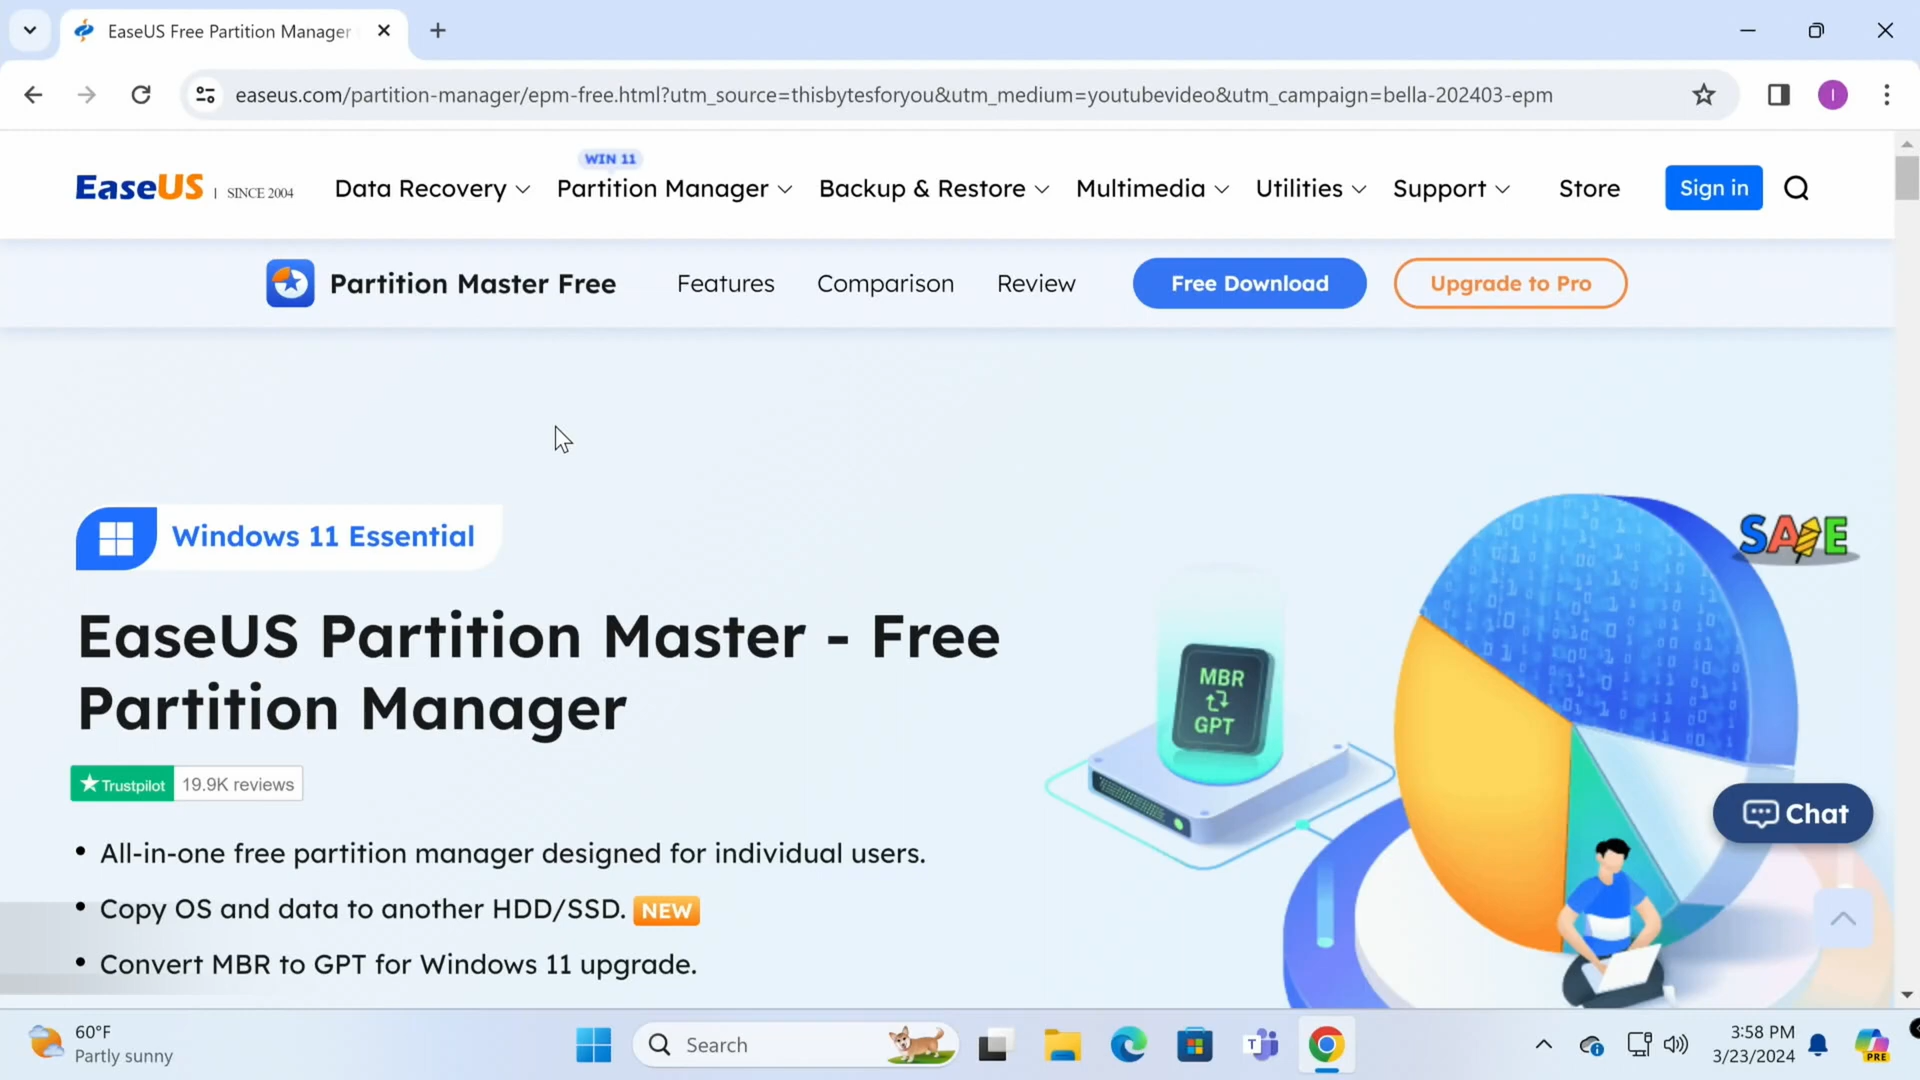 EaseUS Free Partition Manager
easeus.com/partition-manager/epm-free.html?utm_source=thisbytesforyou&utm_medium=youtubevideo&utm_campaign=bella-202403-epm
I
WIN 11
EaseUS | SINCE 2004 Data Recovery Partition Manager Backup & Restore Multimedia Utilities Support Store Sign in
Partition Master Free Features Comparison Review Free Download Upgrade to Pro
Windows 11 Essential
SALE
EaseUS Partition Master - Free
Partition Manager
MBR
GPT
Trustpilot 19.9K reviews
Chat
• All-in-one free partition manager designed for individual users.
• Copy OS and data to another HDD/SSD. NEW
• Convert MBR to GPT for Windows 11 upgrade.
60°F
Partly sunny
Search
T
3:58 PM
3/23/2024
PRE